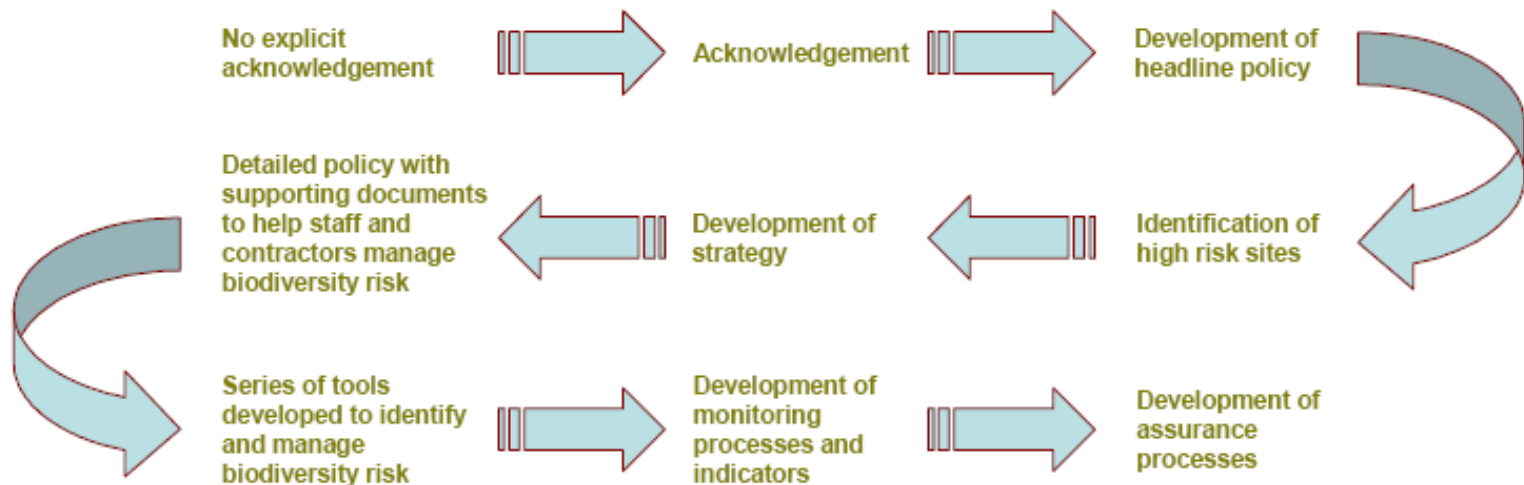 No explicit
acknowledgement
Acknowledgement
Development of
headline policy
Identification of
high risk sites
Development of
strategy
Detailed policy with
supporting documents
to help staff and
contractors manage
biodiversity risk
Series of tools
developed to identify
and manage
biodiversity risk
Development of
monitoring
processes and
indicators
Development of
assurance
processes